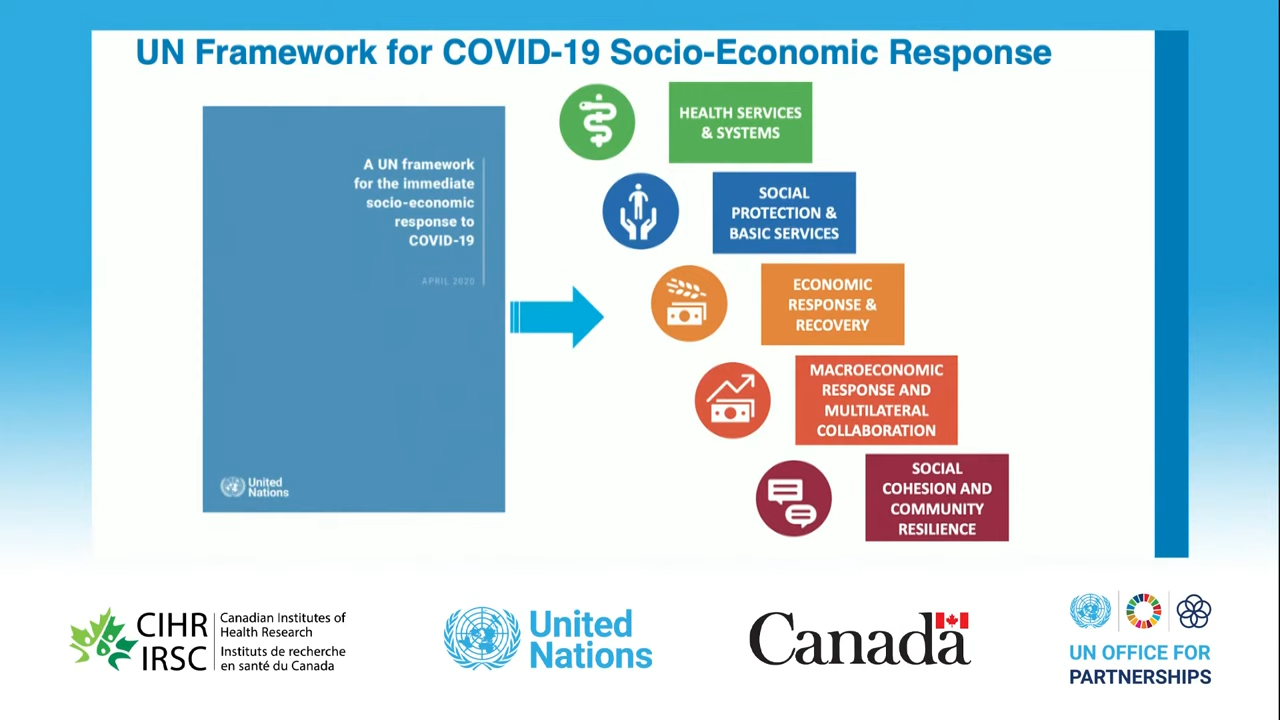 UN Framework for COVID-19 Socio-Economic Response
A UN framework
for the immediate
socio-economic
response to
COVID-19
APRIL 2020
United
Nations
HEALTH SERVICES
& SYSTEMS
SOCIAL
PROTECTION &
BASIC SERVICES
ECONOMIC
RESPONSE &
RECOVERY
MACROECONOMIC
RESPONSE AND
MULTILATERAL
COLLABORATION
SOCIAL
COHESION AND
COMMUNITY
RESILIENCE
CIHR
IRSC
Canadian Institutes of
Health Research
Instituts de recherche
en santé du Canada
United
Nations
Canada
UN OFFICE FOR
PARTNERSHIPS